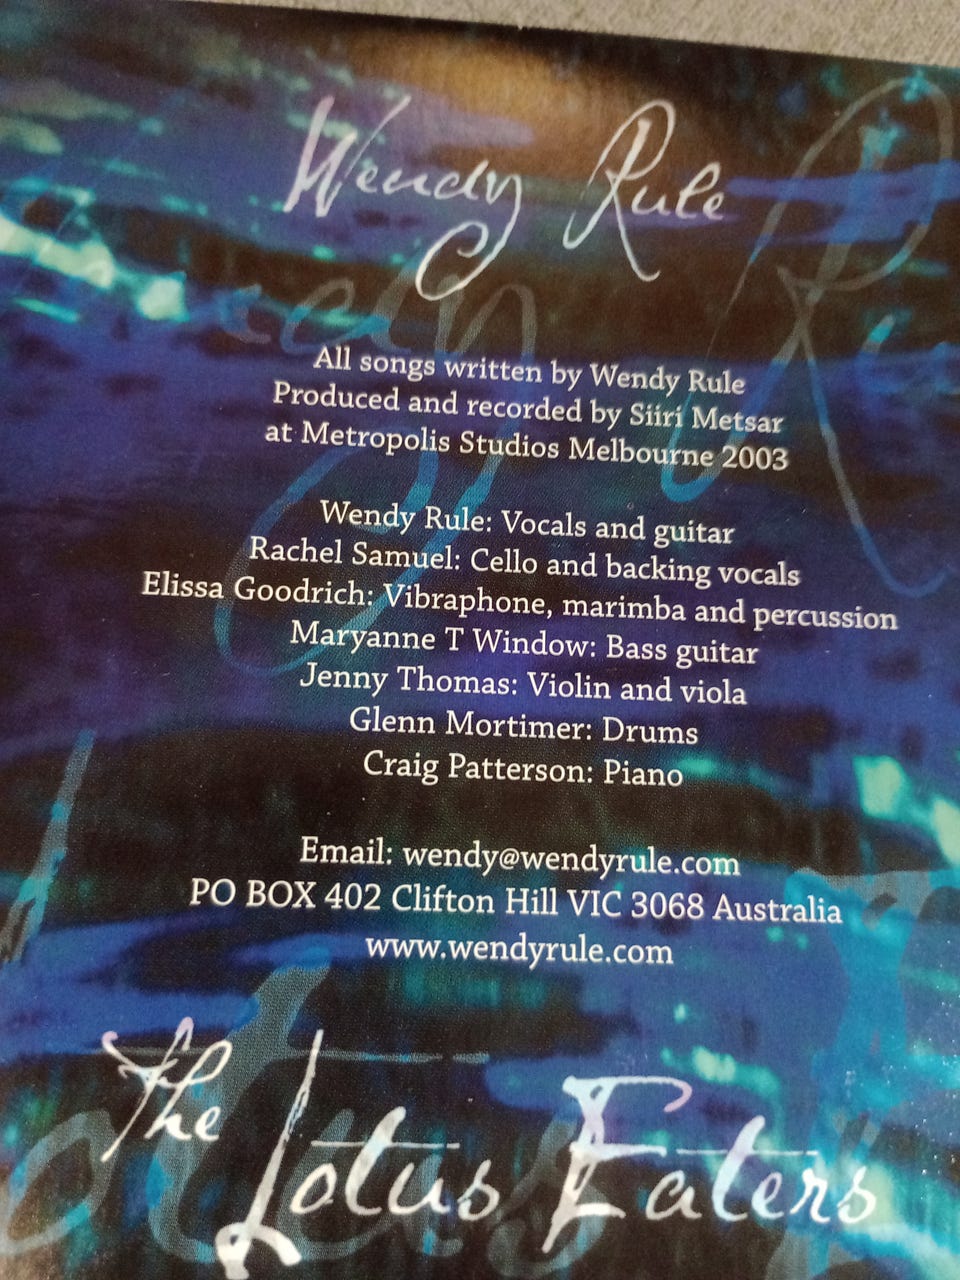 Wendy Rule
All songs written by Wendy Rule
Produced and recorded by Siiri Metsar
at Metropolis Studios Melbourne 2003
Wendy Rule: Vocals and guitar
Rachel Samuel: Cello and backing vocals
Elissa Goodrich: Vibraphone, marimba and percussion
Maryanne T Window: Bass guitar
Jenny Thomas: Violin and viola
Glenn Mortimer: Drums
Craig Patterson: Piano
Email: wendy@wendyrule.com
PO BOX 402 Clifton Hill VIC 3068 Australia
www.wendyrule.com
The Lotus Eaters